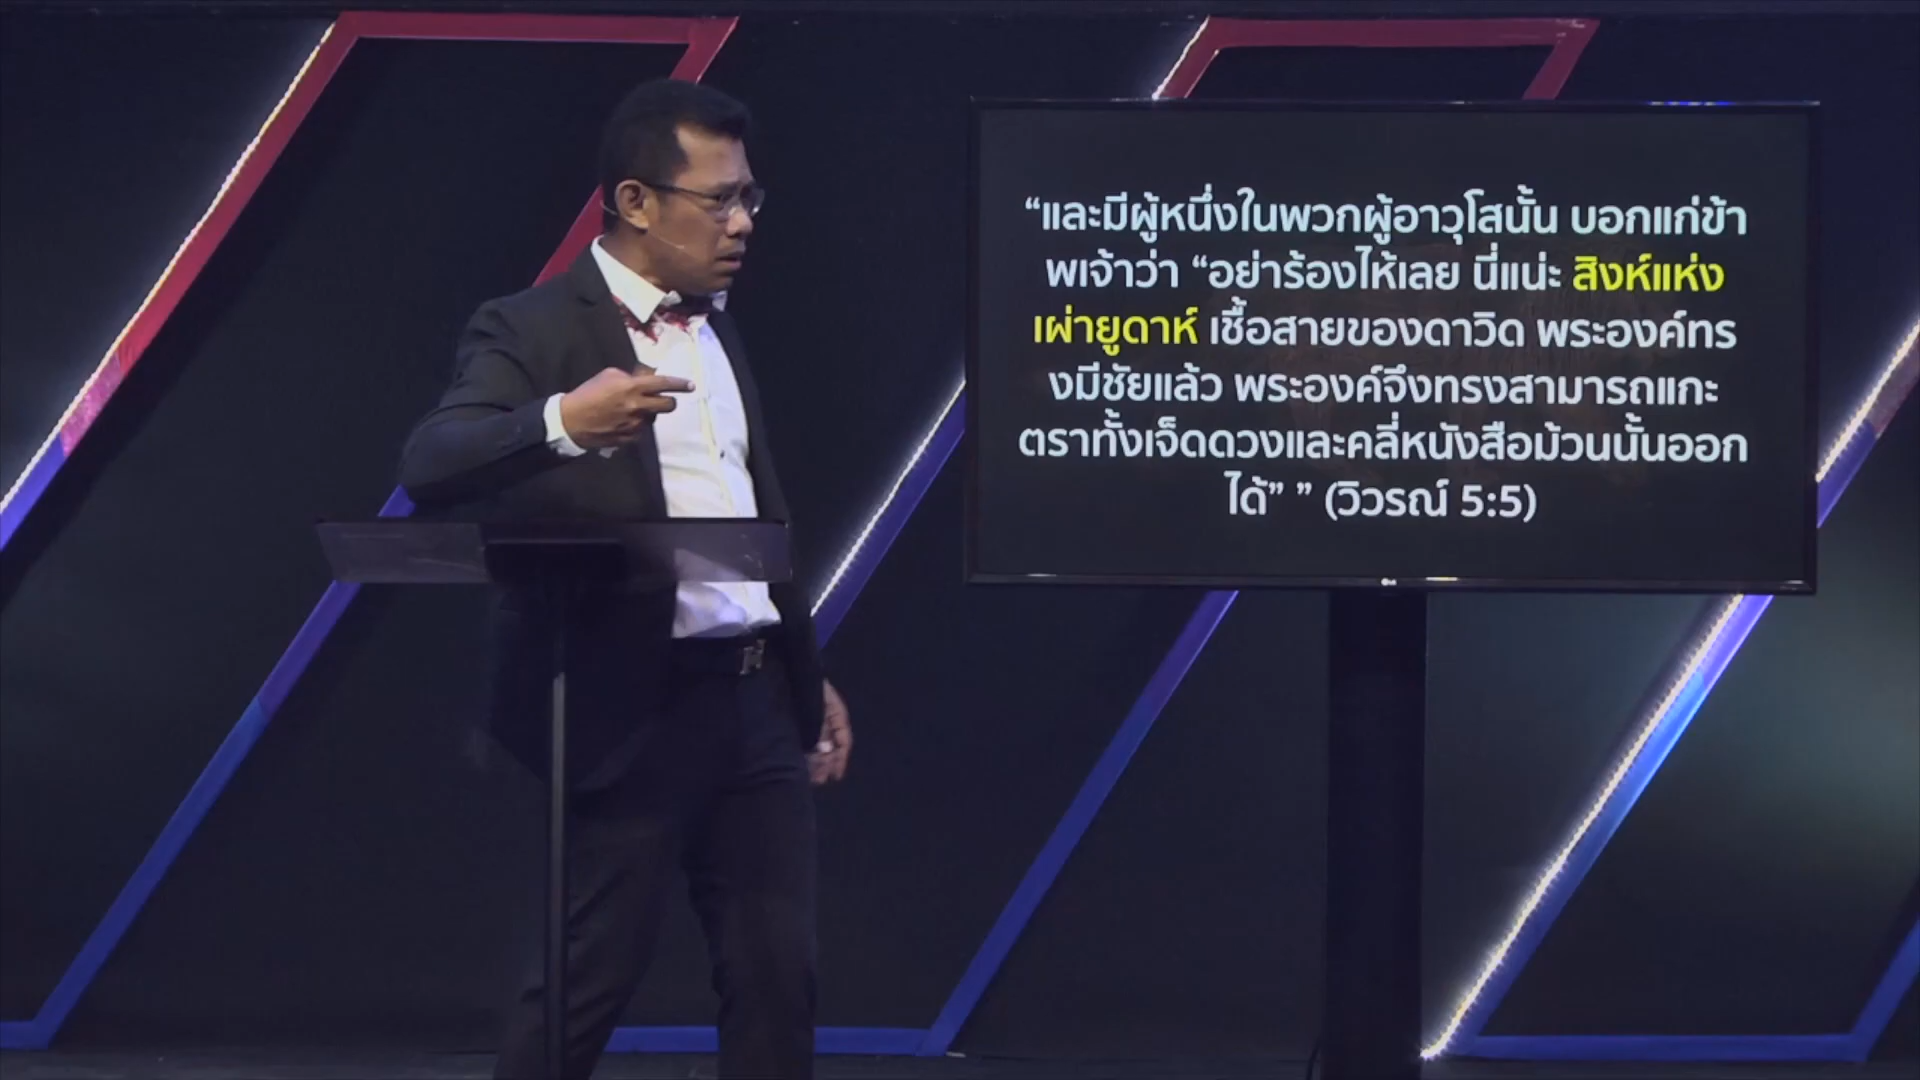 “และมีผู้หนึ่งในพวกผู้อาวุโสนั้น บอกแก่ข้า
พเจ้าว่า “อย่าร้องไห้เลย นี่แน่ะ สิงห์แห่ง
เผ่ายูดาห์ เชื้อสายของดาวิด พระองค์ทร
งมีชัยแล้ว พระองค์จึงทรงสามารถแกะ
ตราทั้งเจ็ดดวงและคลี่หนังสือม้วนนั้นออก
ได้” ” (วิวรณ์ 5:5)